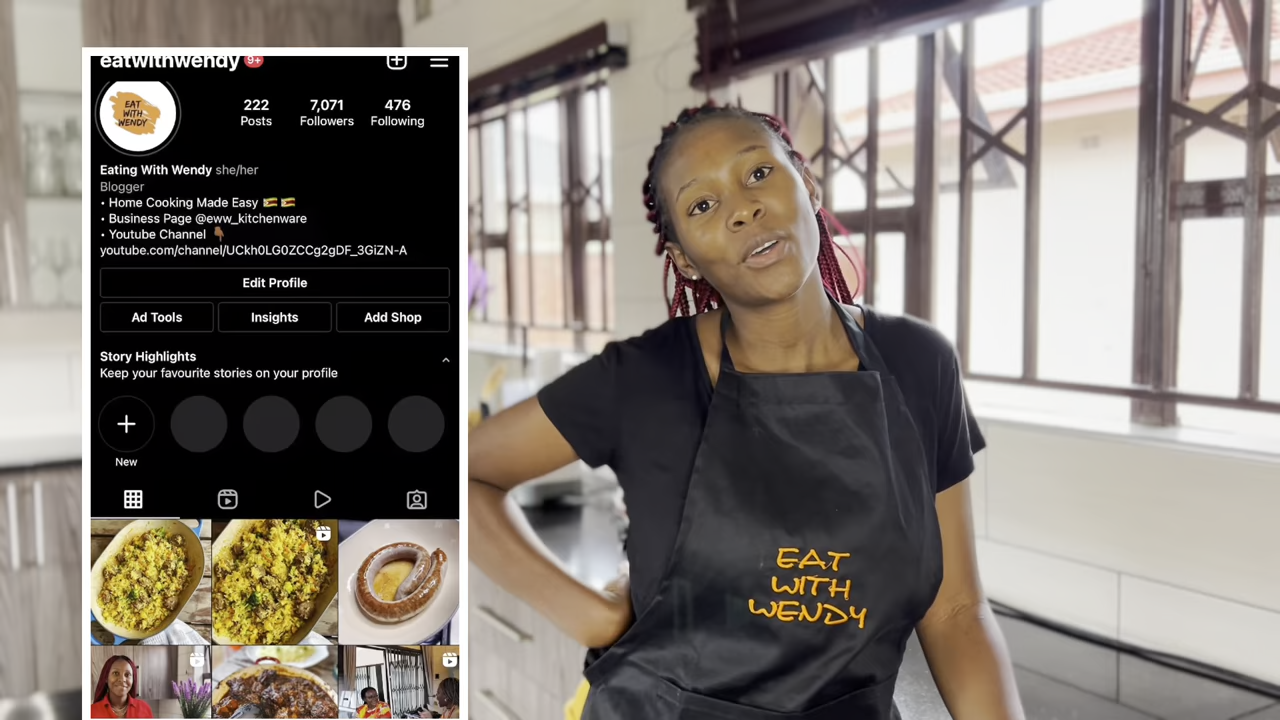 eatwithwendy 9+
EAT
WITH
WENDY
222 7,071 476
Posts Followers Following
Eating With Wendy she/her
Blogger
• Home Cooking Made Easy 🇿🇼 🇿🇼
• Business Page @eww_kitchenware
• Youtube Channel 👇🏾
youtube.com/channel/UCkh0LG0ZCCg2gDF_3GiZN-A
Edit Profile
Ad Tools Insights Add Shop
Story Highlights
Keep your favourite stories on your profile
New
EAT
WITH
WENDY